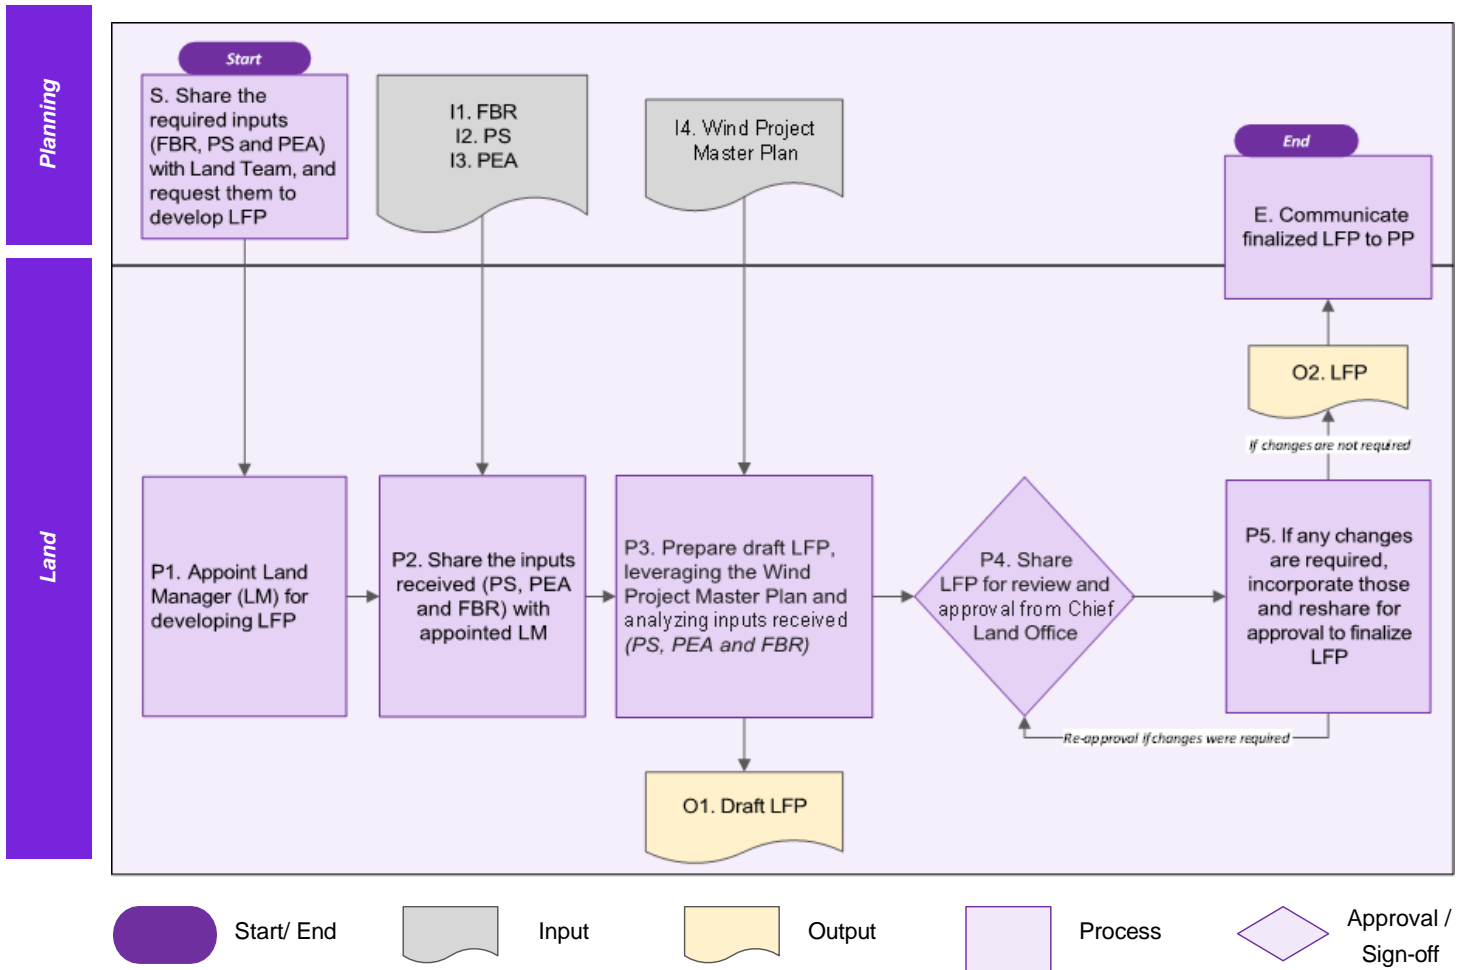 Planning
Start
S. Share the
required inputs
(FBR, PS and PEA)
with Land Team, and
request them to
develop LFP
I1. FBR
I2. PS
I3. PEA
I4. Wind Project
Master Plan
End
E. Communicate
finalized LFP to PP
Land
O2. LFP
If changes are not required
P1. Appoint Land
Manager (LM) for
developing LFP
P2. Share the inputs
received (PS, PEA
and FBR) with
appointed LM
P3. Prepare draft LFP,
leveraging the Wind
Project Master Plan and
analyzing inputs received
(PS, PEA and FBR)
P4. Share
LFP for review and
approval from Chief
Land Office
P5. If any changes
are required,
incorporate those
and reshare for
approval to finalize
LFP
Re-approval if changes were required
O1. Draft LFP
Start/ End
Input
Output
Process
Approval /
Sign-off